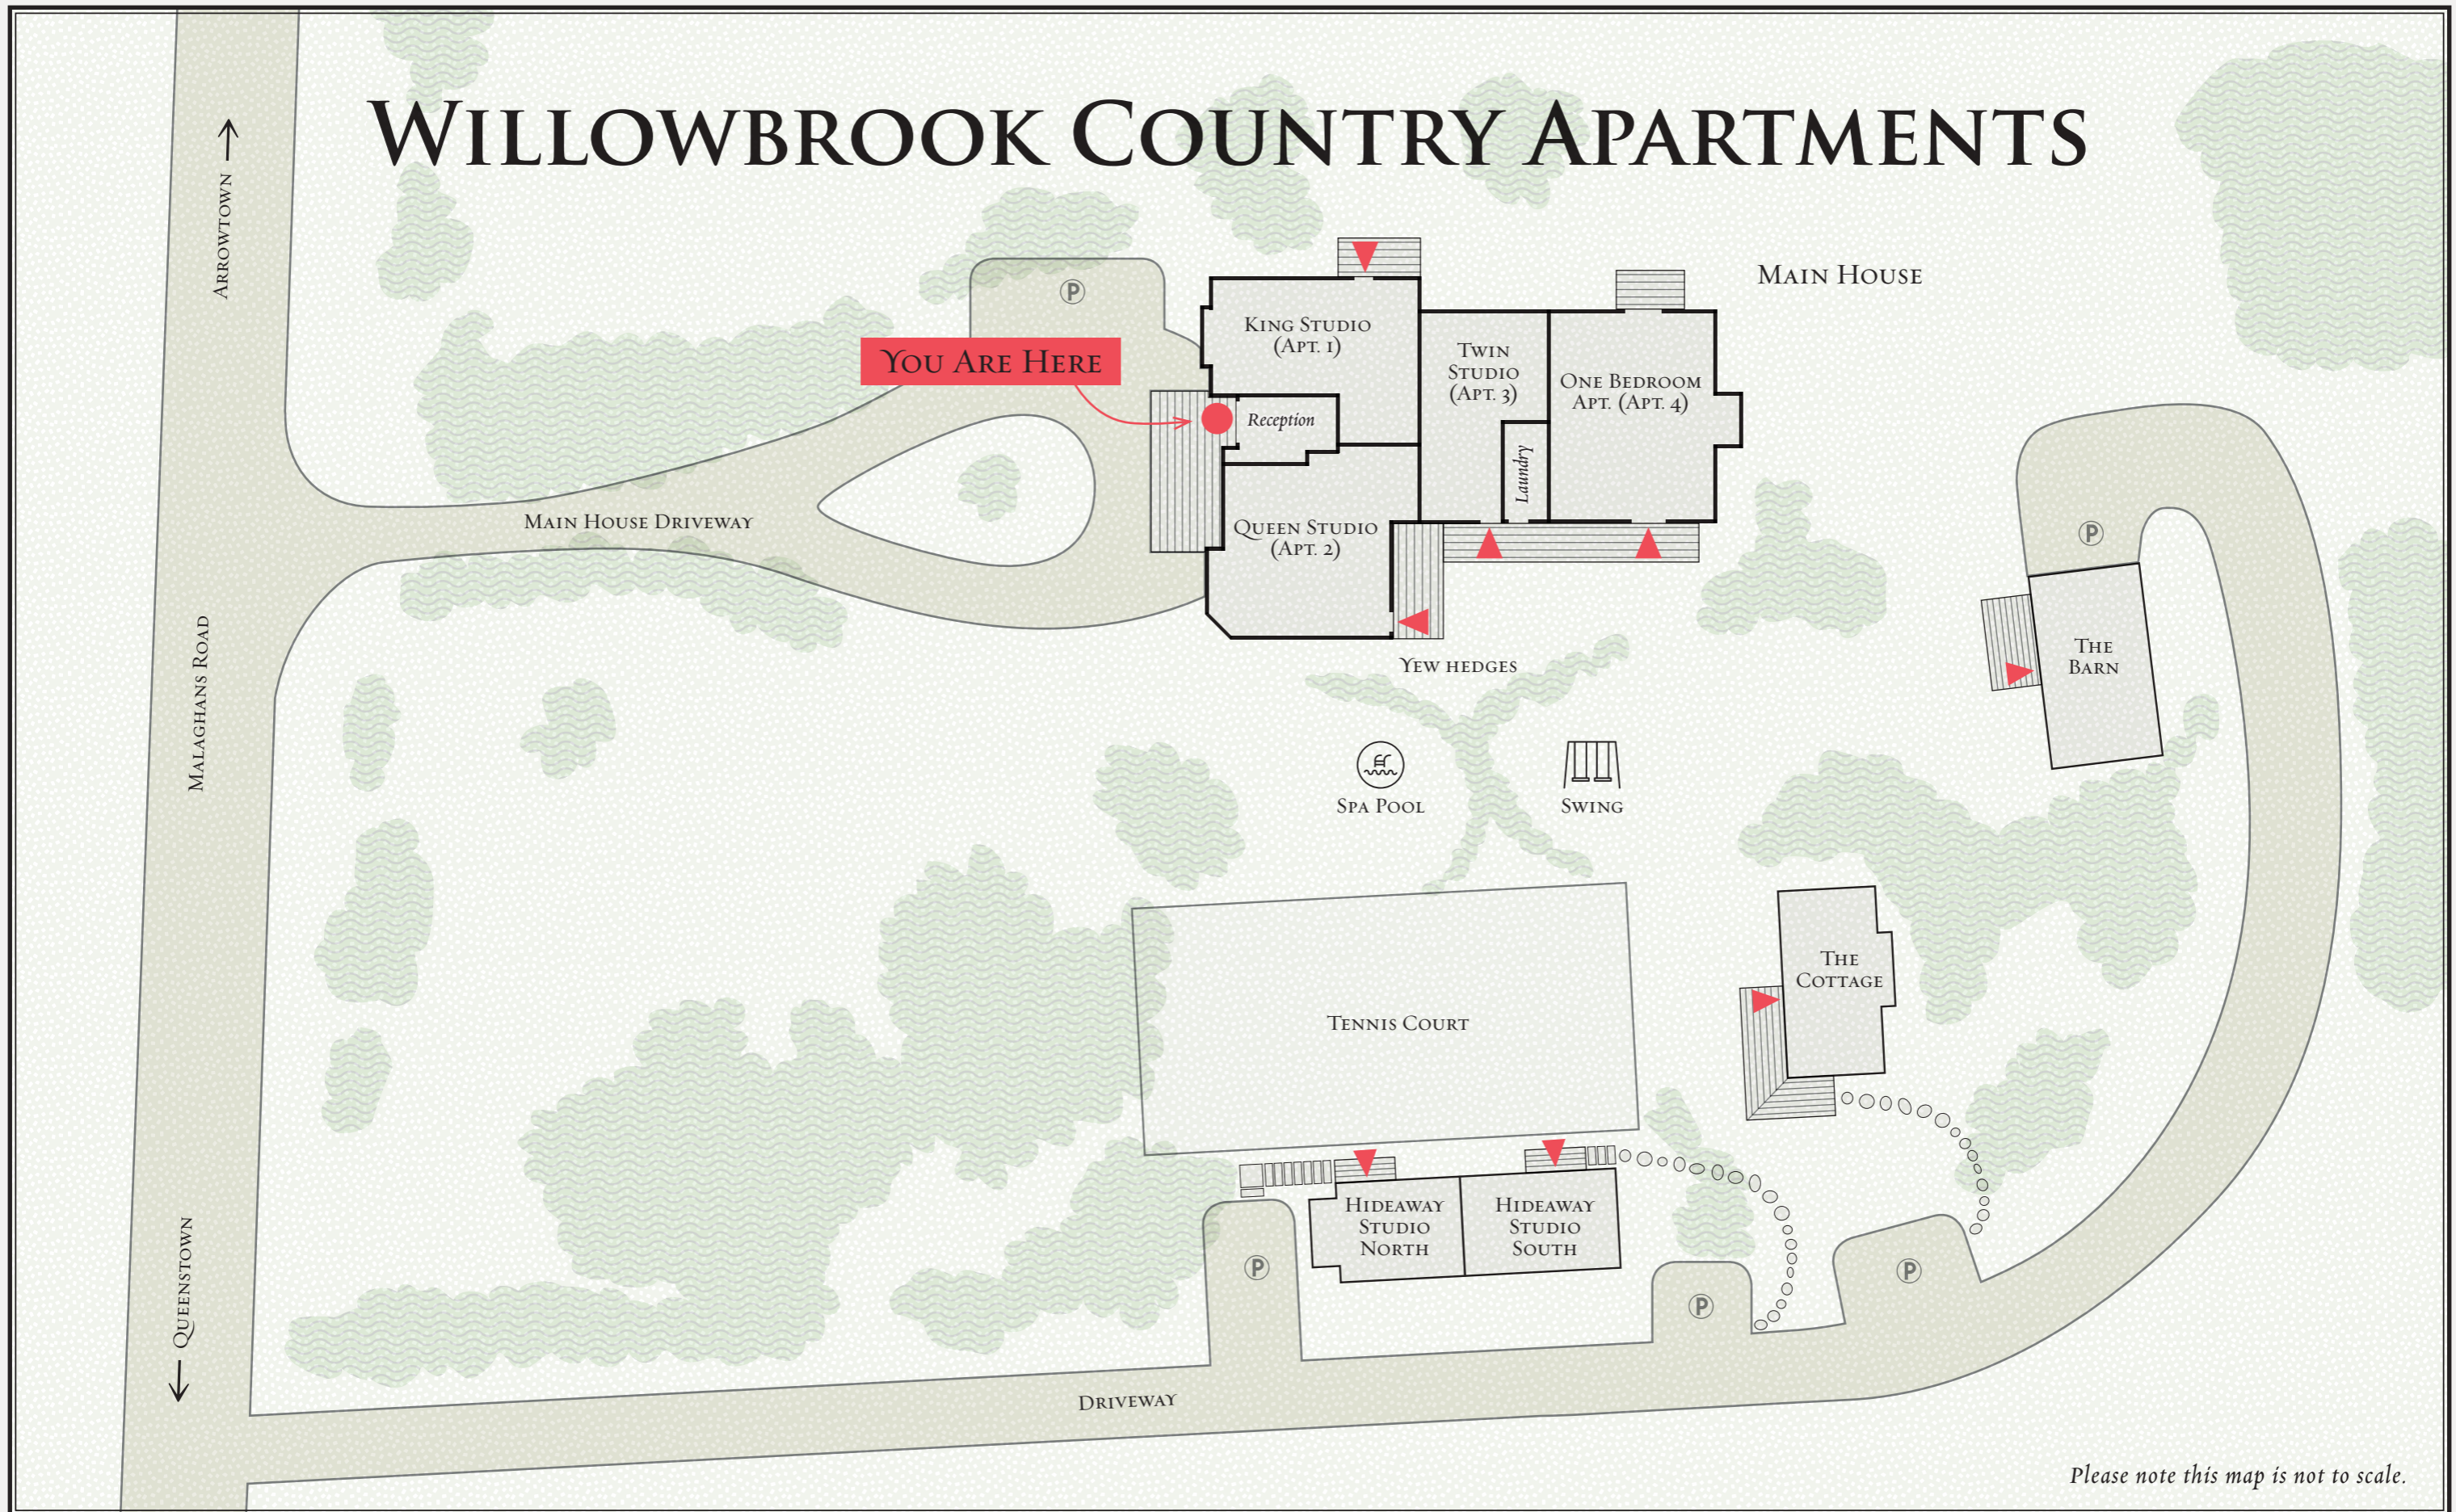 Willowbrook Country Apartments
Arrowtown
Main House
P
King Studio
(Apt. 1)
You Are Here
Twin
Studio
(Apt. 3)
One Bedroom
Apt. (Apt. 4)
Reception
Laundry
Main House Driveway
Queen Studio
(Apt. 2)
P
Malaghans Road
The
Barn
Yew hedges
Spa Pool
Swing
The
Cottage
Tennis Court
Hideaway
Studio
North
Hideaway
Studio
South
Queenstown
P
P
P
Driveway
Please note this map is not to scale.